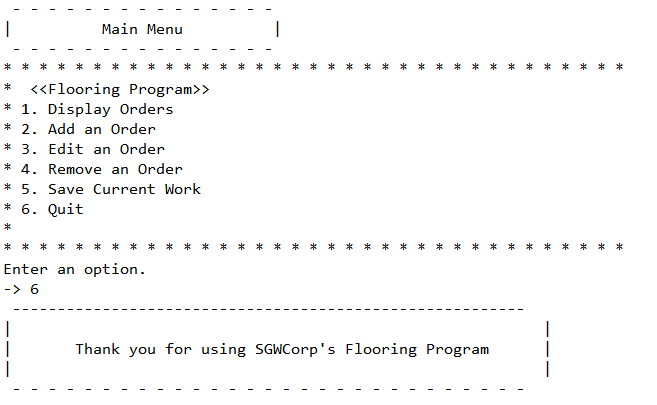 - - - - - - - - - - - - - - -
|          Main Menu          |
- - - - - - - - - - - - - - -
* * * * * * * * * * * * * * * * * * * * * * * * * * * * * * * * * * *
*  <<Flooring Program>>
* 1. Display Orders
* 2. Add an Order
* 3. Edit an Order
* 4. Remove an Order
* 5. Save Current Work
* 6. Quit
*
* * * * * * * * * * * * * * * * * * * * * * * * * * * * * * * * * * *
Enter an option.
-> 6
---------------------------------------------------------
|                                                           |
|       Thank you for using SGWCorp's Flooring Program      |
|                                                           |
- - - - - - - - - - - - - - - - - - - - - - - - - - - - -